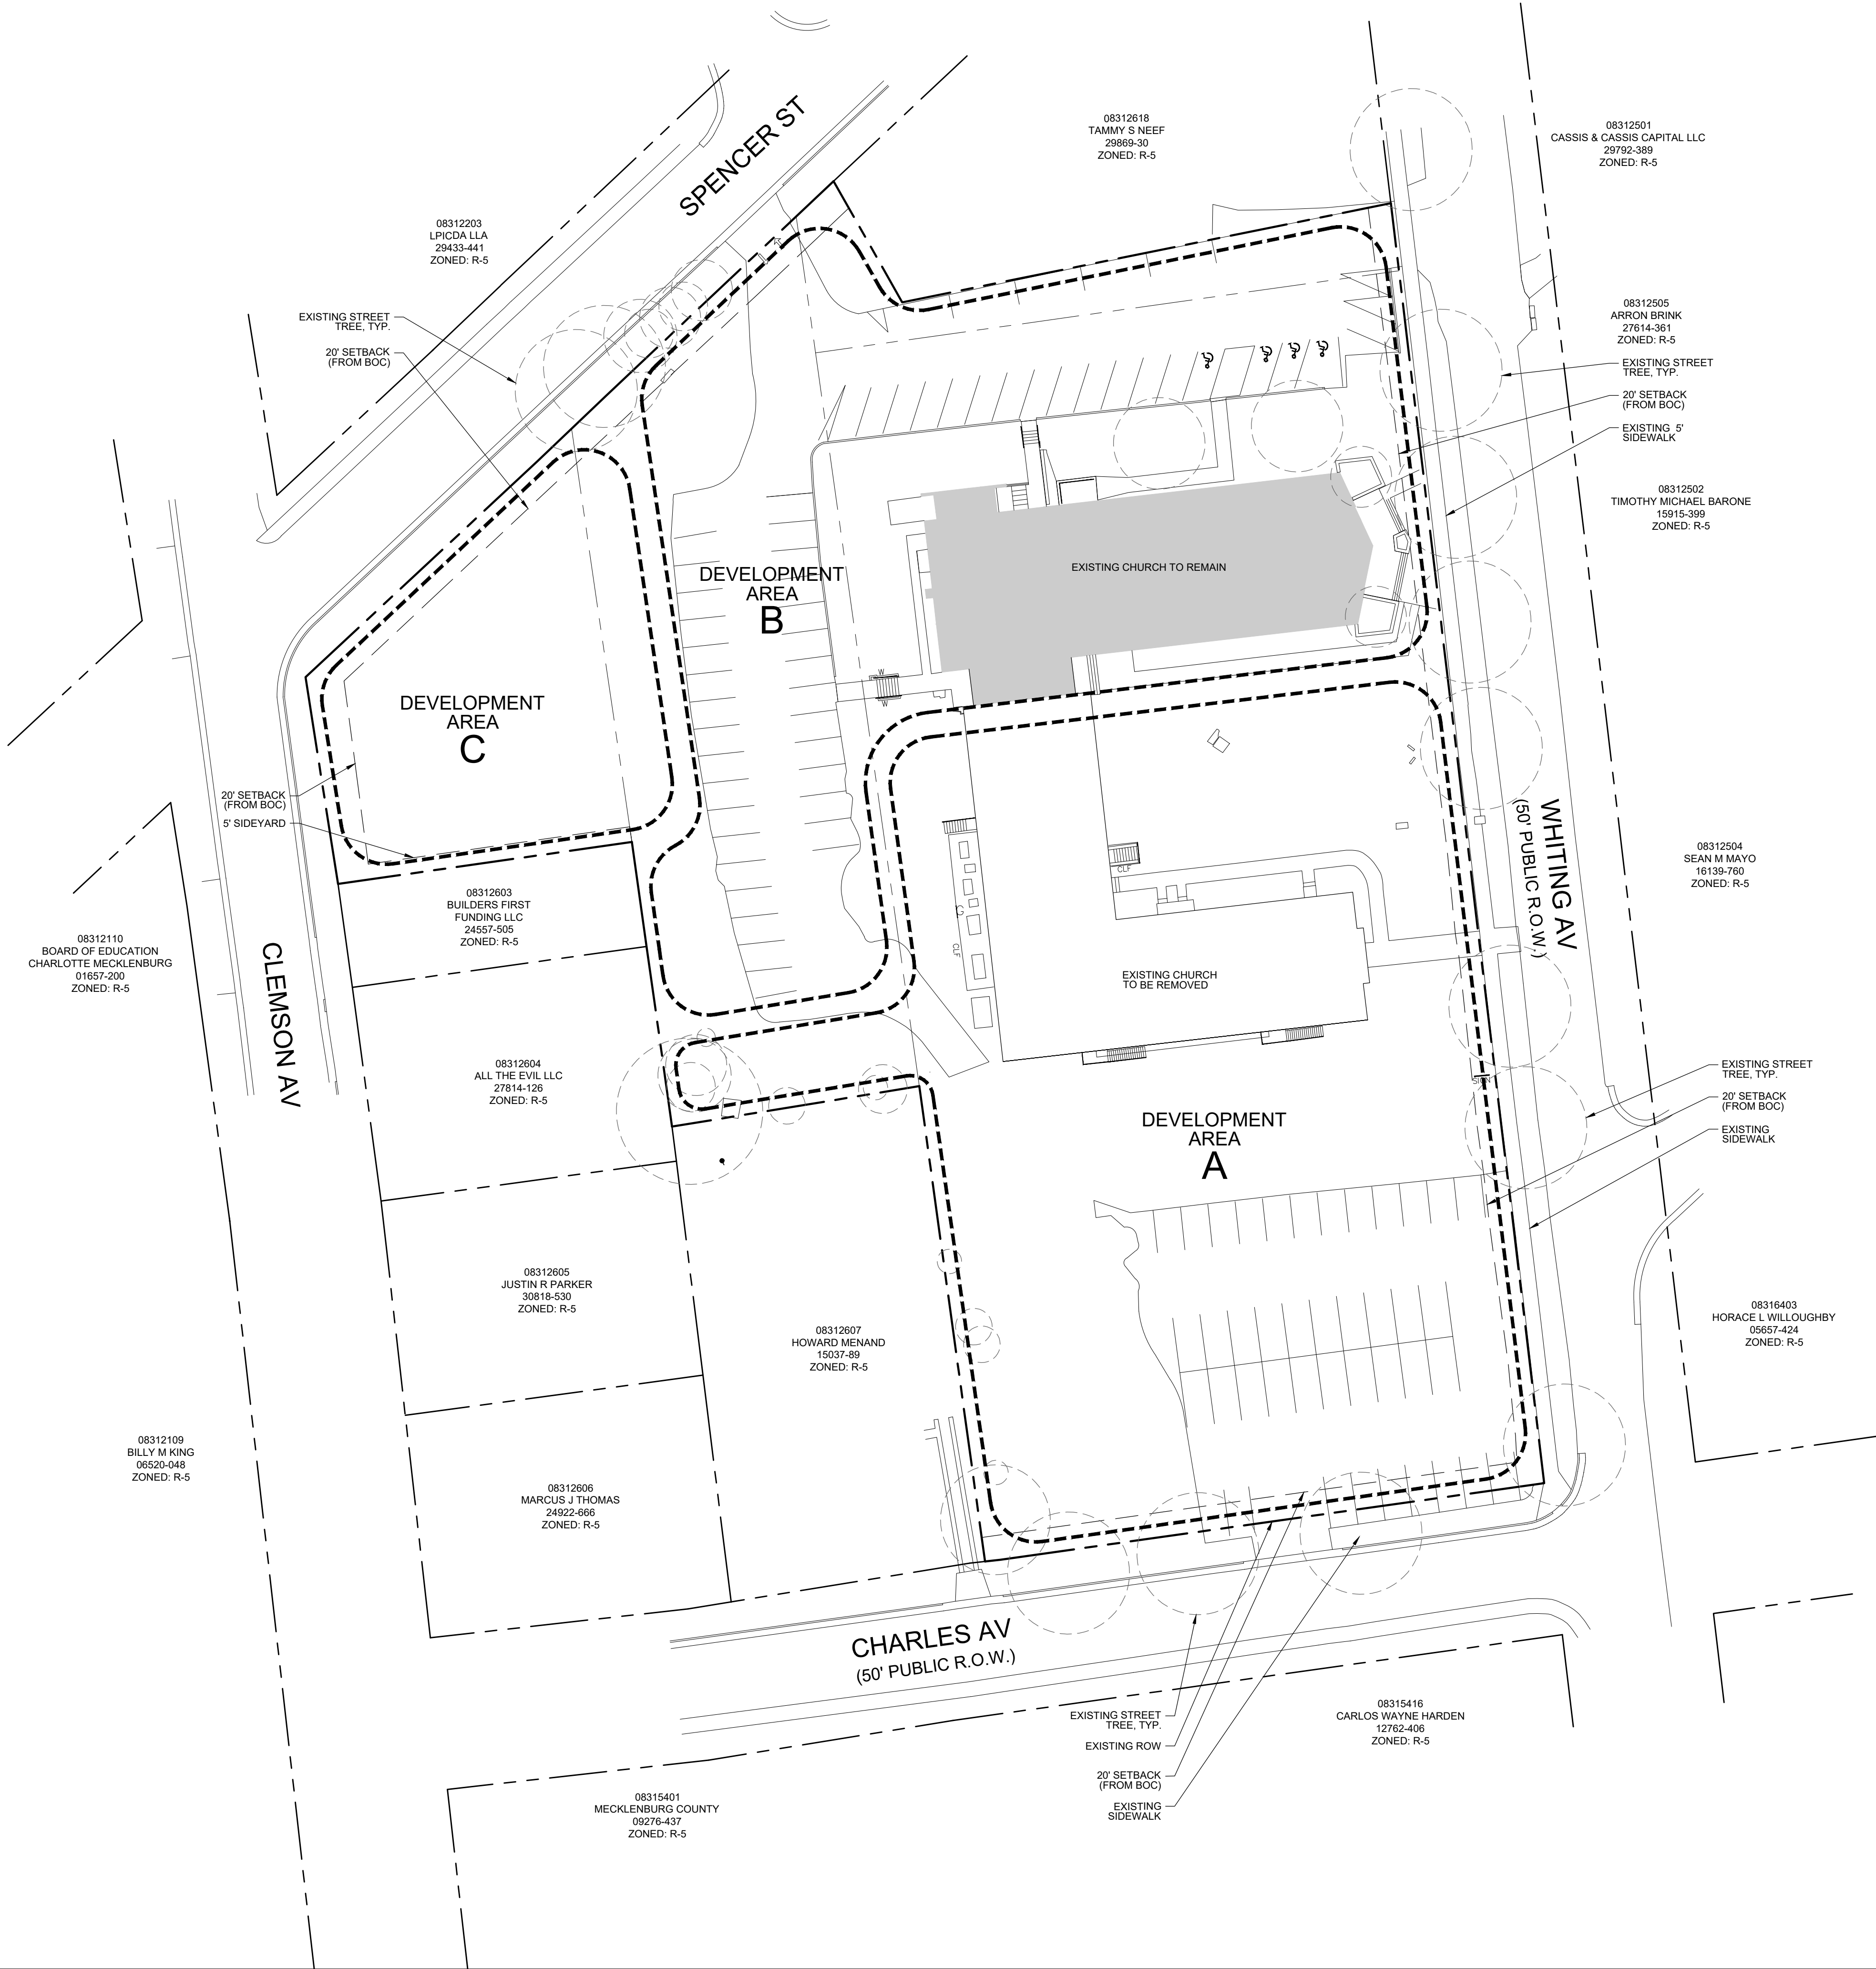 SPENCER ST
08312618
TAMMY S NEEF
29869-30
ZONED: R-5
08312501
CASSIS & CASSIS CAPITAL LLC
29792-389
ZONED: R-5
08312203
LPICDA LLA
29433-441
ZONED: R-5
EXISTING STREET
TREE, TYP.
20' SETBACK
(FROM BOC)
08312505
ARRON BRINK
27614-361
ZONED: R-5
EXISTING STREET
TREE, TYP.
20' SETBACK
(FROM BOC)
EXISTING 5'
SIDEWALK
08312502
TIMOTHY MICHAEL BARONE
15915-399
ZONED: R-5
EXISTING CHURCH TO REMAIN
DEVELOPMENT
AREA
B
W
W
DEVELOPMENT
AREA
C
20' SETBACK
(FROM BOC)
5' SIDEYARD
WHITING AV
(50' PUBLIC R.O.W.)
08312504
SEAN M MAYO
16139-760
ZONED: R-5
CLF
08312603
BUILDERS FIRST
FUNDING LLC
24557-505
ZONED: R-5
G
CLF
08312110
BOARD OF EDUCATION
CHARLOTTE MECKLENBURG
01657-200
ZONED: R-5
CLEMSON AV
EXISTING CHURCH
TO BE REMOVED
08312604
ALL THE EVIL LLC
27814-126
ZONED: R-5
SIGN
EXISTING STREET
TREE, TYP.
20' SETBACK
(FROM BOC)
EXISTING
SIDEWALK
DEVELOPMENT
AREA
A
08312605
JUSTIN R PARKER
30818-530
ZONED: R-5
08312607
HOWARD MENAND
15037-89
ZONED: R-5
08316403
HORACE L WILLOUGHBY
05657-424
ZONED: R-5
08312109
BILLY M KING
06520-048
ZONED: R-5
08312606
MARCUS J THOMAS
24922-666
ZONED: R-5
CHARLES AV
(50' PUBLIC R.O.W.)
EXISTING STREET
TREE, TYP.
EXISTING ROW
20' SETBACK
(FROM BOC)
EXISTING
SIDEWALK
08315416
CARLOS WAYNE HARDEN
12762-406
ZONED: R-5
08315401
MECKLENBURG COUNTY
09276-437
ZONED: R-5